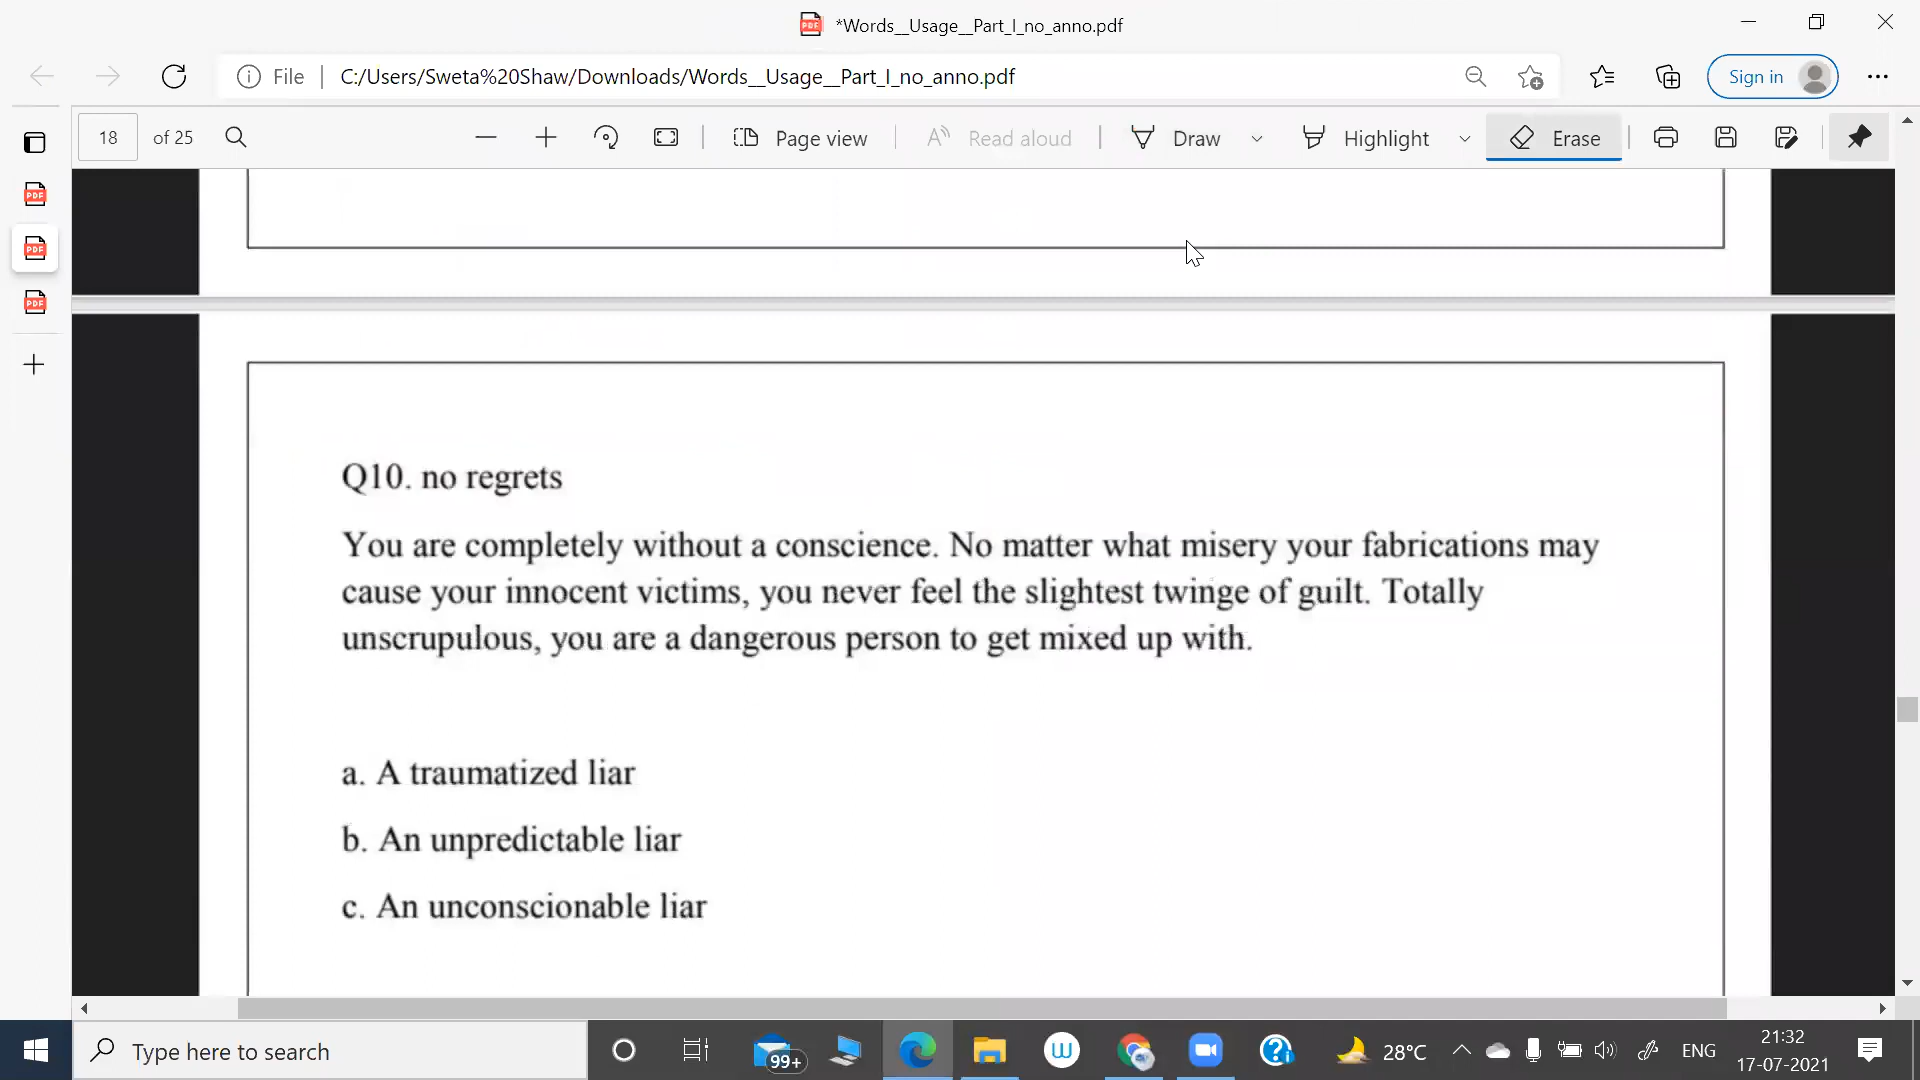 *Words__Usage__Part_I_no_anno.pdf
File C:/Users/Sweta%20Shaw/Downloads/Words__Usage__Part_I_no_anno.pdf Sign in
18 of 25 Page view Read aloud Draw Highlight Erase
Q10. no regrets
You are completely without a conscience. No matter what misery your fabrications may
cause your innocent victims, you never feel the slightest twinge of guilt. Totally
unscrupulous, you are a dangerous person to get mixed up with.
a. A traumatized liar
b. An unpredictable liar
c. An unconscionable liar
Type here to search 99+ 28°C ENG 21:32
17-07-2021